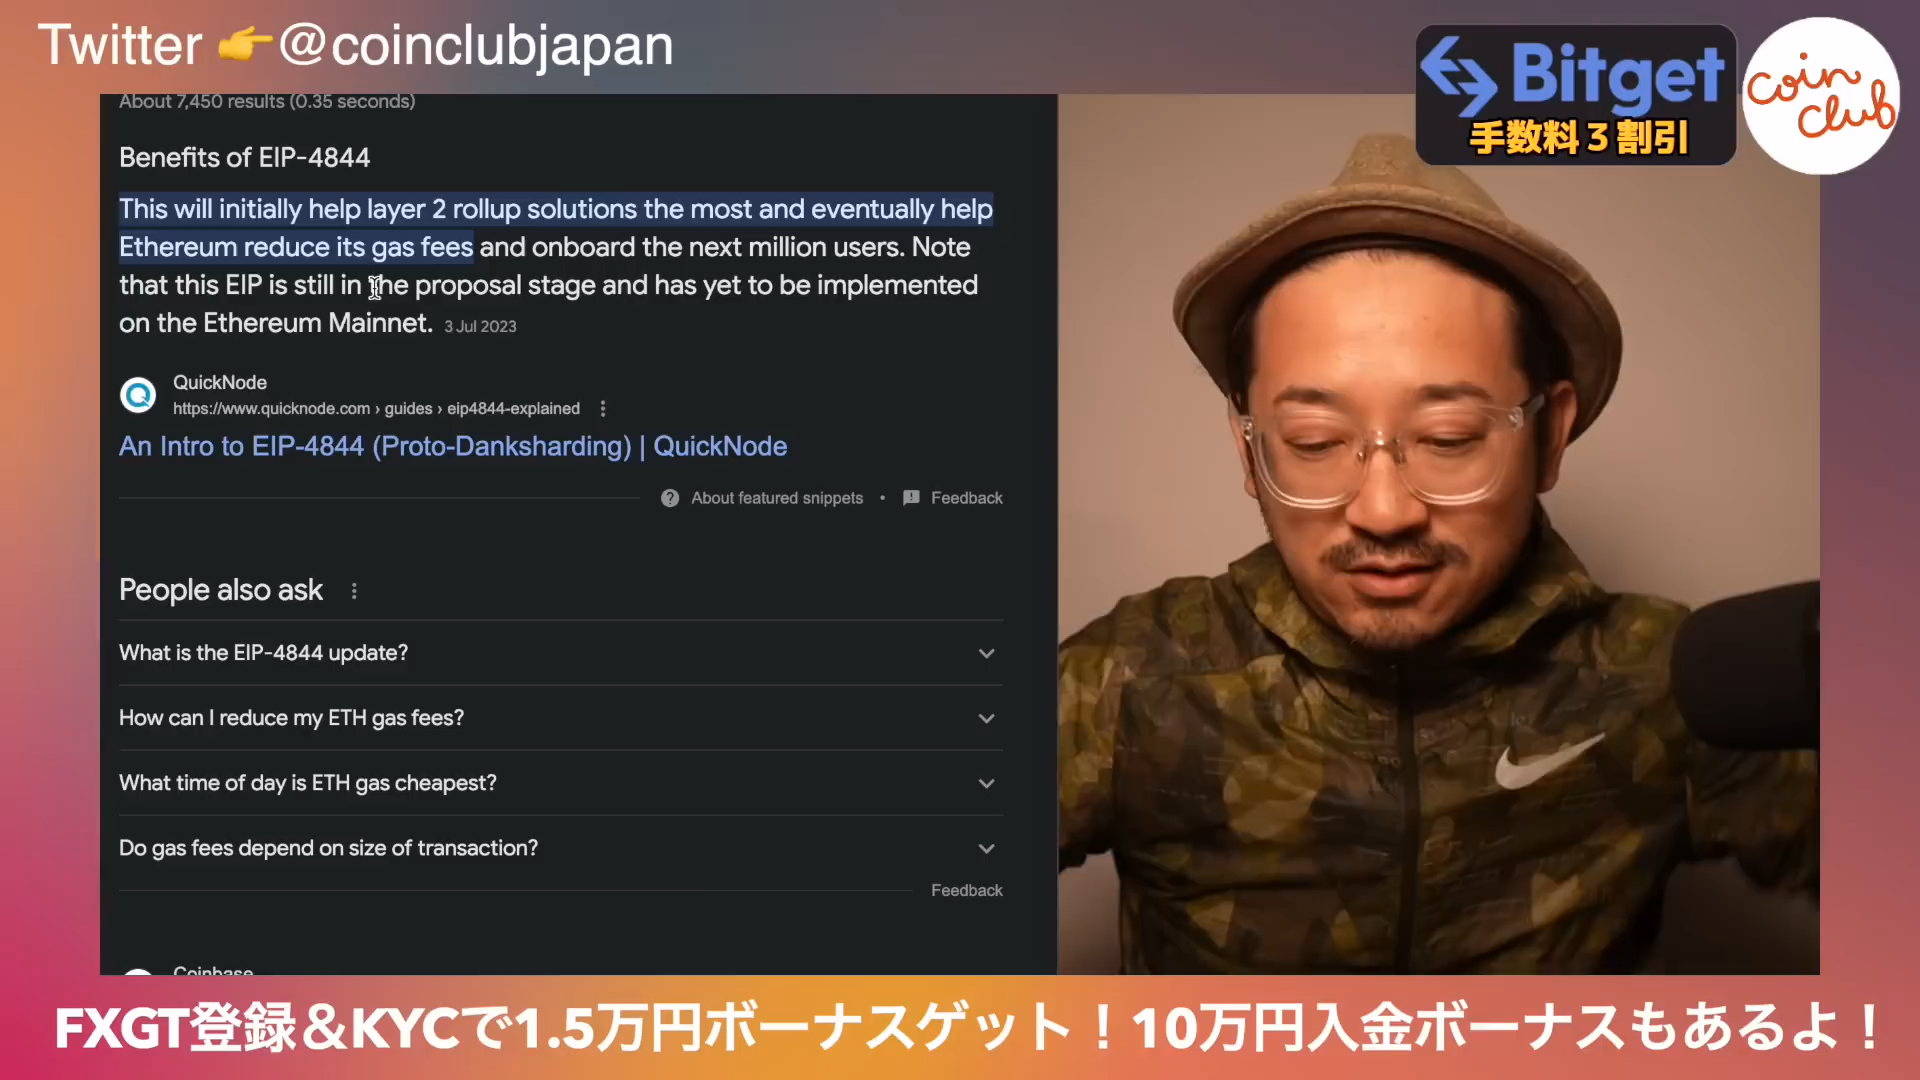 Twitter 👉@coinclubjapan
Bitget
手数料３割引
coin
club
About 7,450 results (0.35 seconds)
Benefits of EIP-4844
This will initially help layer 2 rollup solutions the most and eventually help
Ethereum reduce its gas fees and onboard the next million users. Note
that this EIP is still in the proposal stage and has yet to be implemented
on the Ethereum Mainnet. 3 Jul 2023
QuickNode
https://www.quicknode.com › guides › eip4844-explained
An Intro to EIP-4844 (Proto-Danksharding) | QuickNode
About featured snippets • Feedback
People also ask
What is the EIP-4844 update?
How can I reduce my ETH gas fees?
What time of day is ETH gas cheapest?
Do gas fees depend on size of transaction?
Feedback
Coinbase
FXGT登録＆KYCで1.5万円ボーナスゲット！10万円入金ボーナスもあるよ！